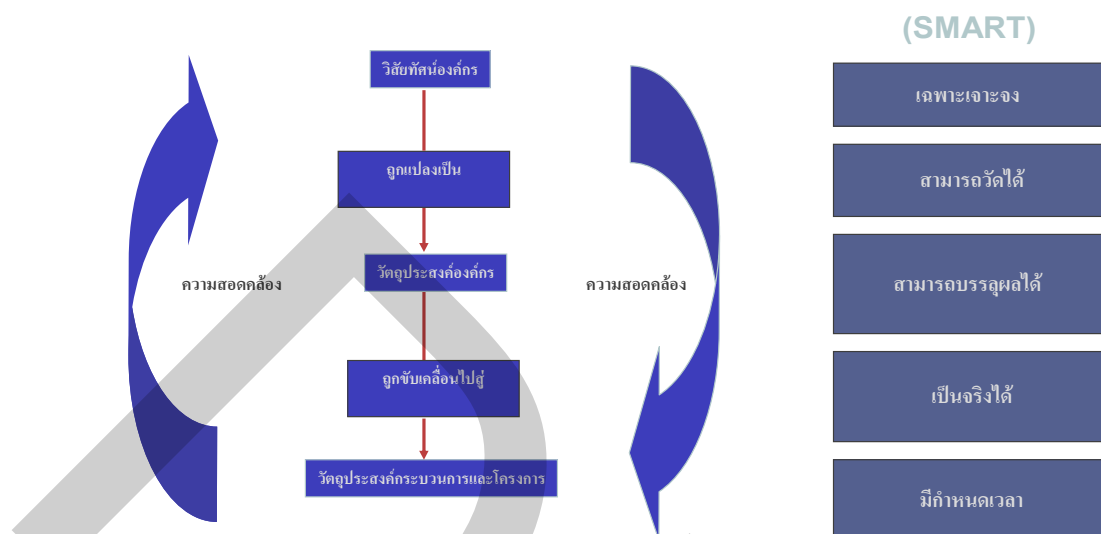 (SMART)
วิสัยทัศน์องค์กร
ถูกแปลงเป็น
วัตถุประสงค์องค์กร
ความสอดคล้อง
ความสอดคล้อง
ถูกขับเคลื่อนไปสู่
วัตถุประสงค์กระบวนการและโครงการ
เฉพาะเจาะจง
สามารถวัดได้
สามารถบรรลุผลได้
เป็นจริงได้
มีกำหนดเวลา